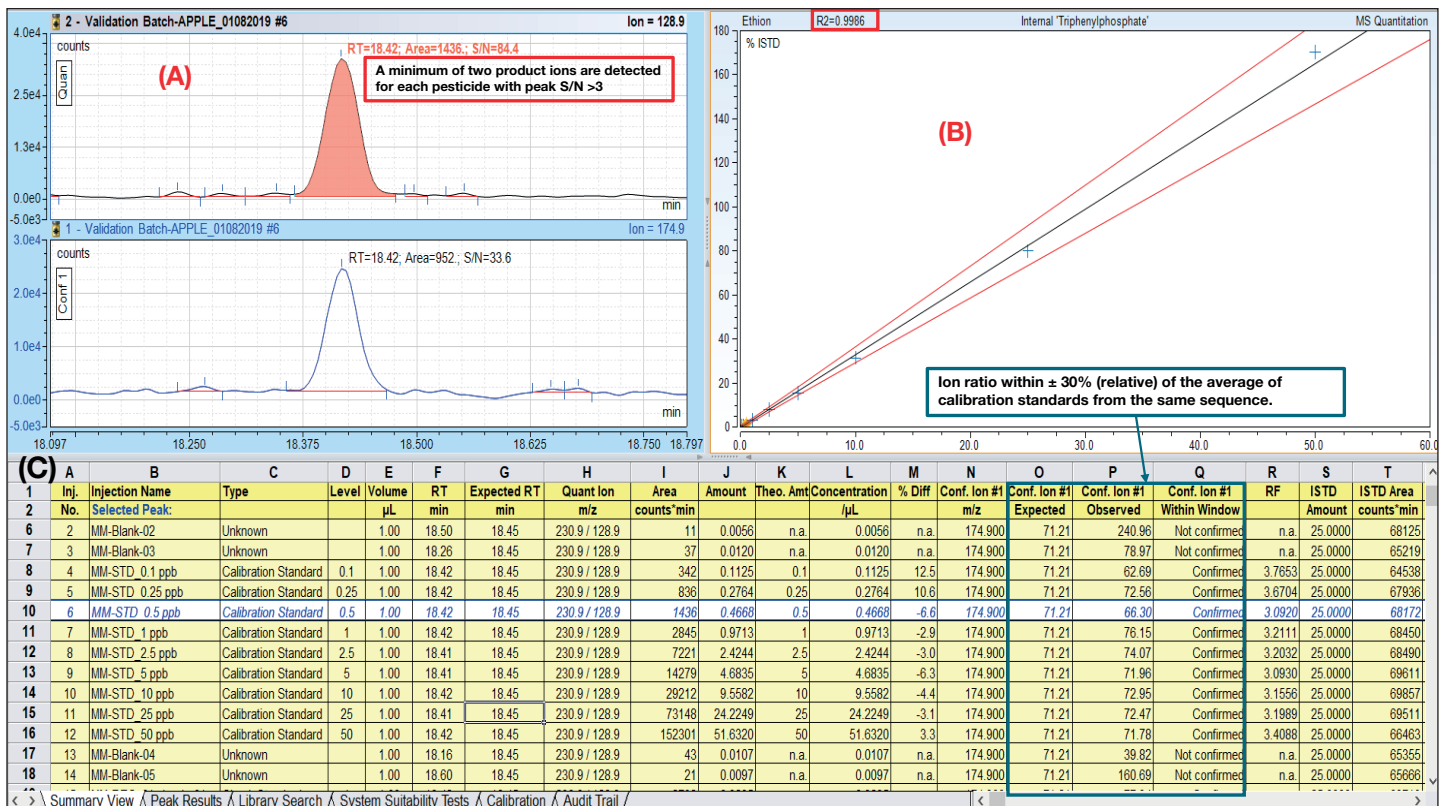 2 - Validation Batch-APPLE_01082019 #6 Ion = 128.9
4.0e4
counts
Quan
(A)
RT=18.42; Area=1436.; S/N=84.4
A minimum of two product ions are detected
for each pesticide with peak S/N >3
2.5e4
1.3e4
0.0e0
-5.0e3
min
1 - Validation Batch-APPLE_01082019 #6 Ion = 174.9
3.0e4
counts
Conf 1
RT=18.42; Area=952.; S/N=33.6
2.0e4
1.0e4
0.0e0
-5.0e3
min
18.097 18.250 18.375 18.500 18.625 18.750 18.797
Ethion R2=0.9986 Internal 'Triphenylphosphate' MS Quantitation
180
% ISTD
160
140
(B)
120
100
80
60
40
20
0
0.0 10.0 20.0 30.0 40.0 50.0 60.0
Ion ratio within ± 30% (relative) of the average of
calibration standards from the same sequence.
(C) A B C D E F G H I J K L M N O P Q R S T
1 Inj. Injection Name Type Level Volume RT Expected RT Quant Ion Area Amount Theo. Amt Concentration % Diff Conf. Ion #1 Conf. Ion #1 Conf. Ion #1 Conf. Ion #1 RF ISTD ISTD Area
2 No. Selected Peak: µL min min m/z counts*min /µL m/z Expected Observed Within Window Amount counts*min
6 2 MM-Blank-02 Unknown 1.00 18.50 18.45 230.9 / 128.9 11 0.0056 n.a. 0.0056 n.a. 174.900 71.21 240.96 Not confirmed n.a. 25.0000 68125
7 3 MM-Blank-03 Unknown 1.00 18.26 18.45 230.9 / 128.9 37 0.0120 n.a. 0.0120 n.a. 174.900 71.21 78.97 Not confirmed n.a. 25.0000 65219
8 4 MM-STD_0.1 ppb Calibration Standard 0.1 1.00 18.42 18.45 230.9 / 128.9 342 0.1125 0.1 0.1125 12.5 174.900 71.21 62.69 Confirmed 3.7653 25.0000 64538
9 5 MM-STD_0.25 ppb Calibration Standard 0.25 1.00 18.42 18.45 230.9 / 128.9 836 0.2764 0.25 0.2764 10.6 174.900 71.21 72.56 Confirmed 3.6704 25.0000 67936
10 6 MM-STD_0.5 ppb Calibration Standard 0.5 1.00 18.42 18.45 230.9 / 128.9 1436 0.4668 0.5 0.4668 -6.6 174.900 71.21 66.30 Confirmed 3.0920 25.0000 68172
11 7 MM-STD_1 ppb Calibration Standard 1 1.00 18.42 18.45 230.9 / 128.9 2845 0.9713 1 0.9713 -2.9 174.900 71.21 76.15 Confirmed 3.2111 25.0000 68450
12 8 MM-STD_2.5 ppb Calibration Standard 2.5 1.00 18.41 18.45 230.9 / 128.9 7221 2.4244 2.5 2.4244 -3.0 174.900 71.21 74.07 Confirmed 3.2032 25.0000 68490
13 9 MM-STD_5 ppb Calibration Standard 5 1.00 18.42 18.45 230.9 / 128.9 14279 4.6835 5 4.6835 -6.3 174.900 71.21 71.96 Confirmed 3.0930 25.0000 69611
14 10 MM-STD_10 ppb Calibration Standard 10 1.00 18.41 18.45 230.9 / 128.9 29212 9.5582 10 9.5582 -4.4 174.900 71.21 72.95 Confirmed 3.1556 25.0000 69857
15 11 MM-STD_25 ppb Calibration Standard 25 1.00 18.41 18.45 230.9 / 128.9 73148 24.2249 25 24.2249 -3.1 174.900 71.21 72.47 Confirmed 3.1989 25.0000 69511
16 12 MM-STD_50 ppb Calibration Standard 50 1.00 18.42 18.45 230.9 / 128.9 152301 51.6320 50 51.6320 3.3 174.900 71.21 71.78 Confirmed 3.4088 25.0000 66463
17 13 MM-Blank-04 Unknown 1.00 18.16 18.45 230.9 / 128.9 43 0.0107 n.a. 0.0107 n.a. 174.900 71.21 39.82 Not confirmed n.a. 25.0000 65355
18 14 MM-Blank-05 Unknown 1.00 18.60 18.45 230.9 / 128.9 21 0.0097 n.a. 0.0097 n.a. 174.900 71.21 160.69 Not confirmed n.a. 25.0000 65666
Summary View Peak Results Library Search System Suitability Tests Calibration Audit Trail